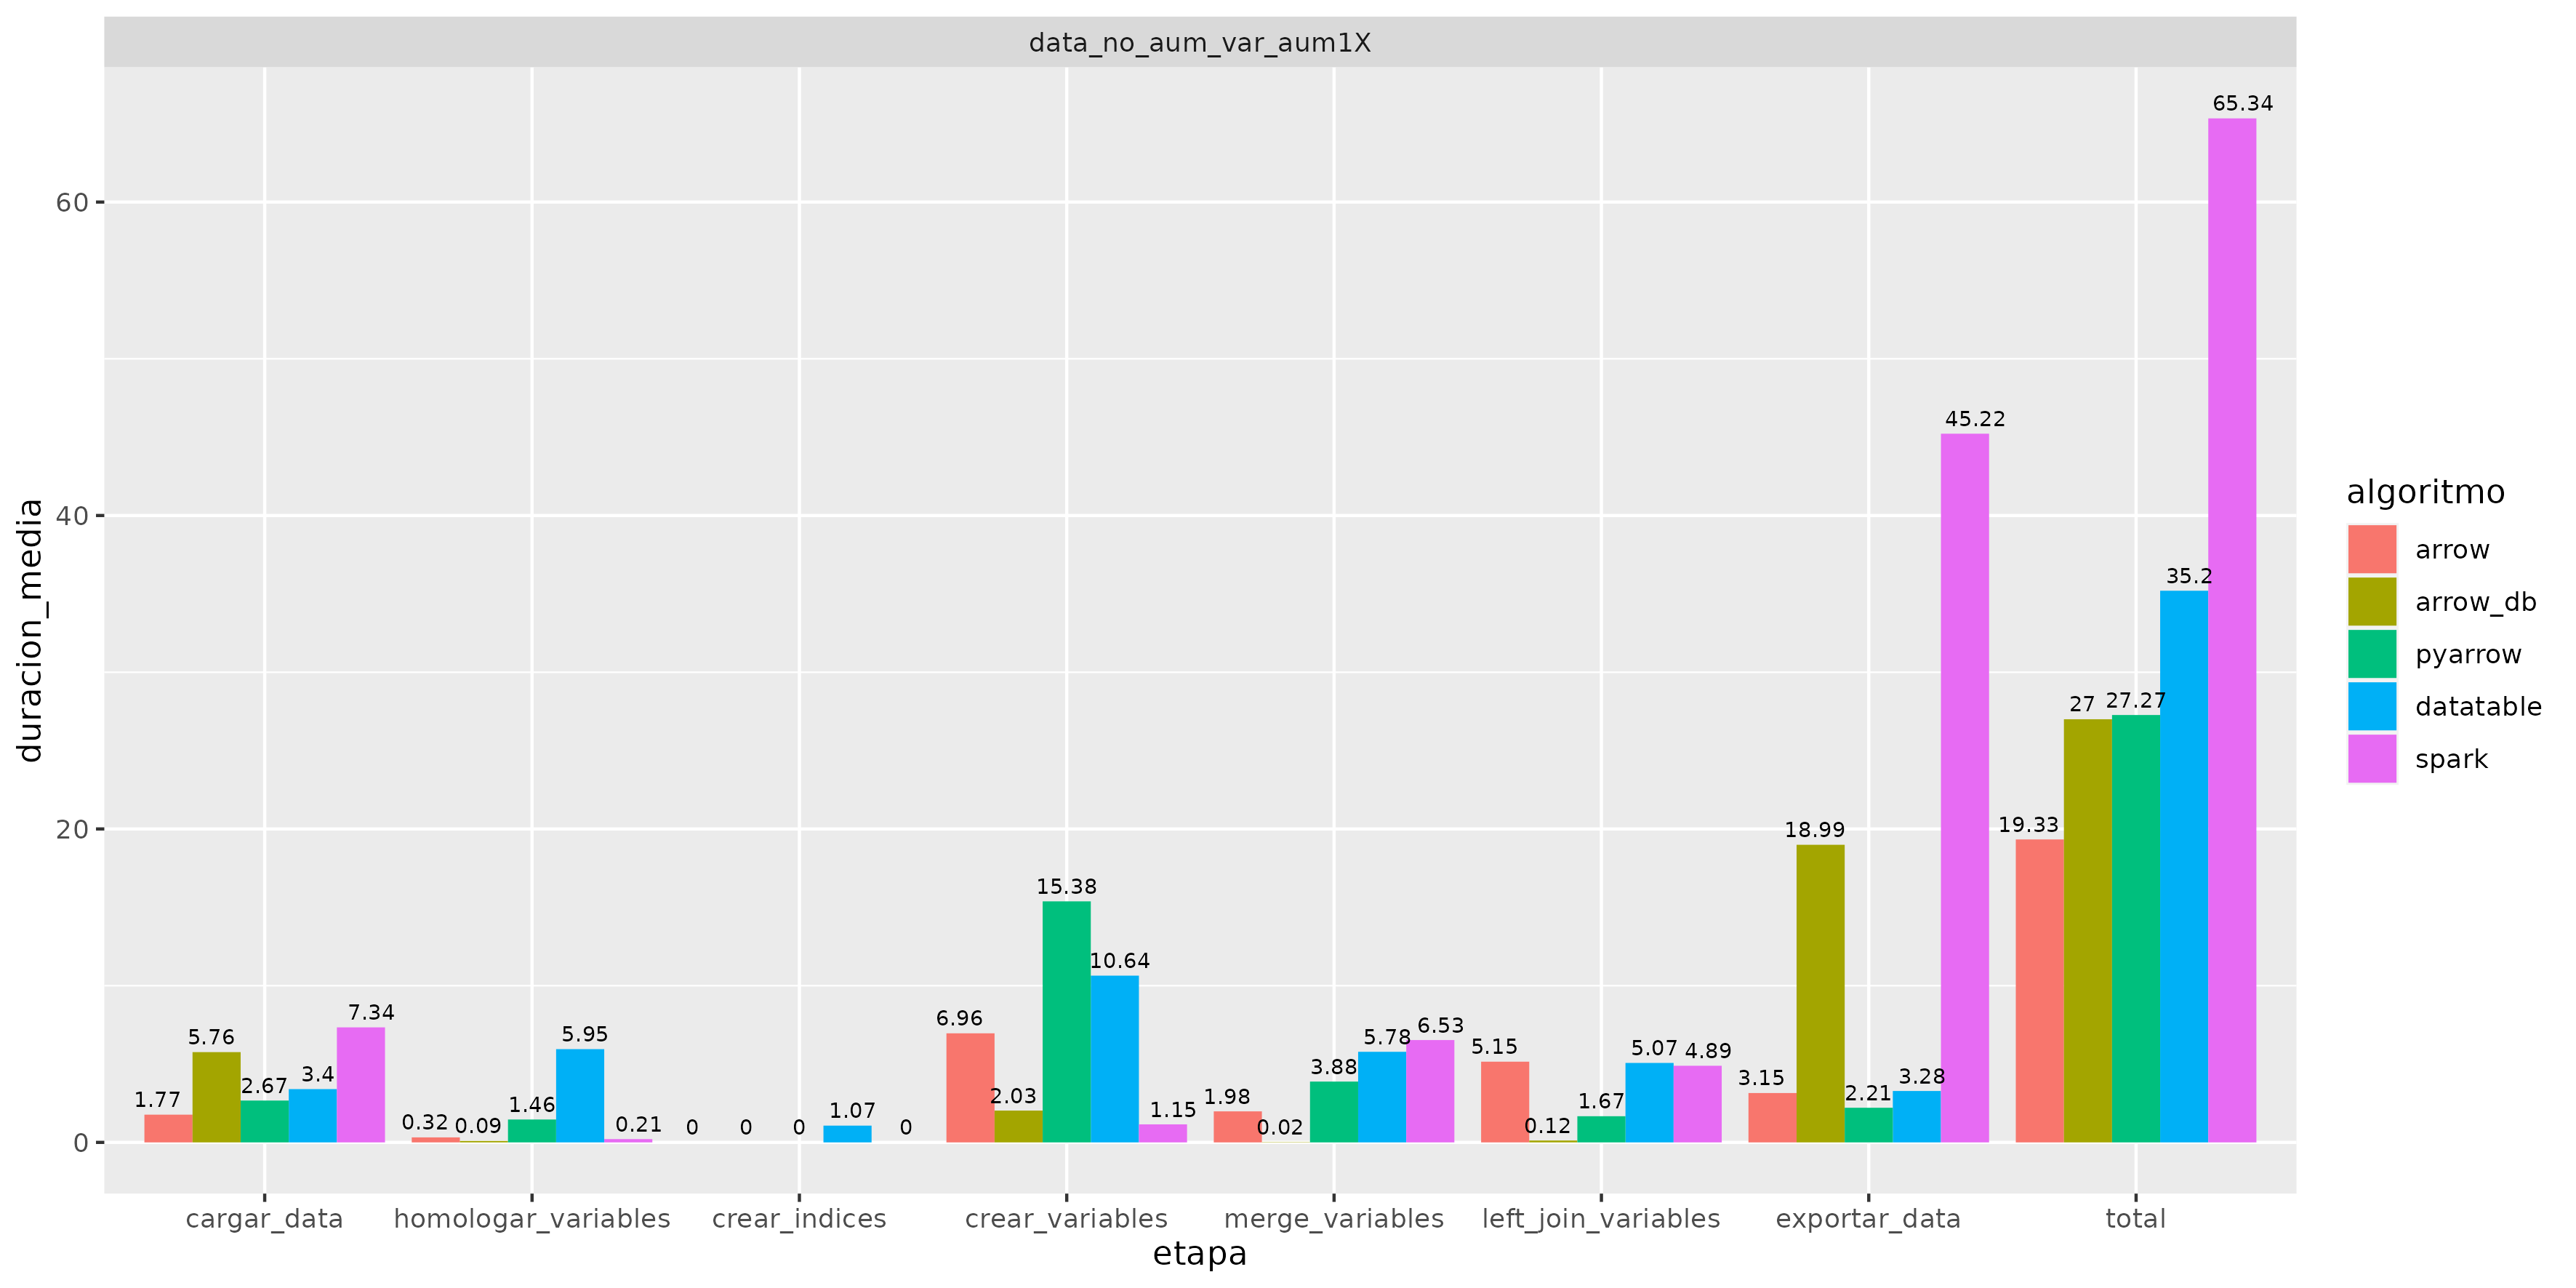 data_no_aum_var_aum1X
duracion_media
60
40
20
0
1.77
5.76
2.67
3.4
7.34
0.32
0.09
1.46
5.95
0.21
0
0
0
1.07
0
6.96
2.03
15.38
10.64
1.15
1.98
0.02
3.88
5.78
6.53
5.15
0.12
1.67
5.07
4.89
3.15
18.99
2.21
3.28
45.22
19.33
27
27.27
35.2
65.34
cargar_data
homologar_variables
crear_indices
crear_variables
merge_variables
left_join_variables
exportar_data
total
etapa
algoritmo
arrow
arrow_db
pyarrow
datatable
spark